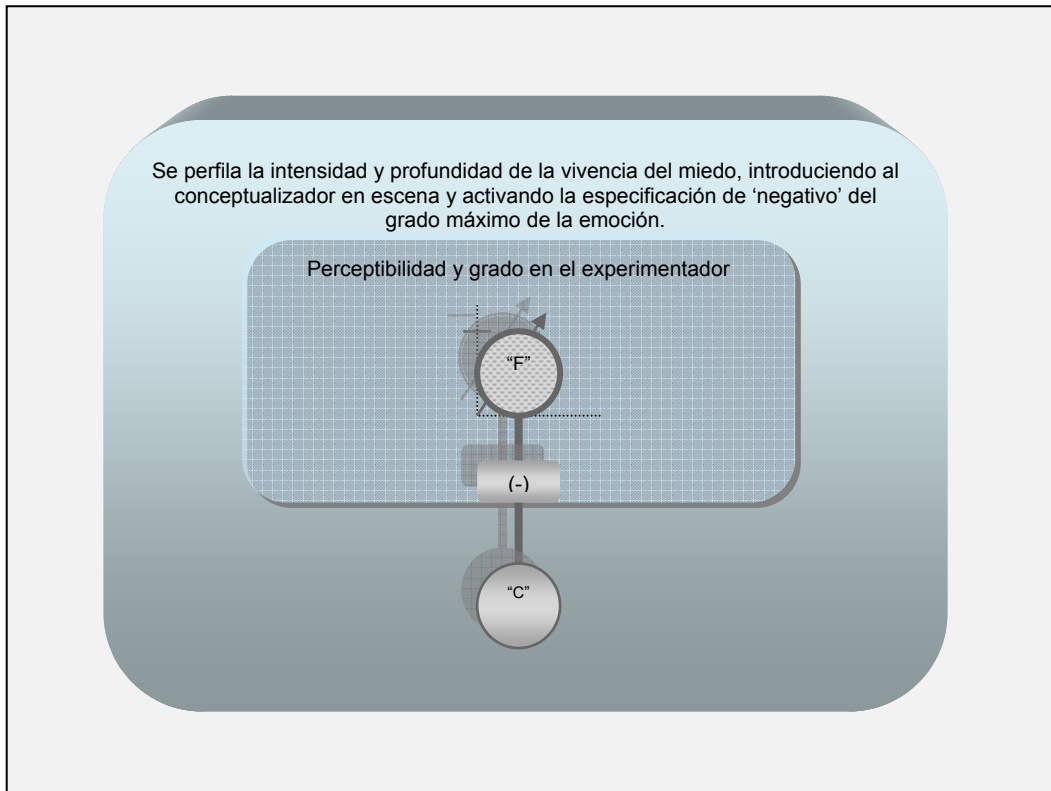 Se perfila la intensidad y profundidad de la vivencia del miedo, introduciendo al
conceptualizador en escena y activando la especificación de ‘negativo’ del
grado máximo de la emoción.
Perceptibilidad y grado en el experimentador
“F”
(-)
“C”